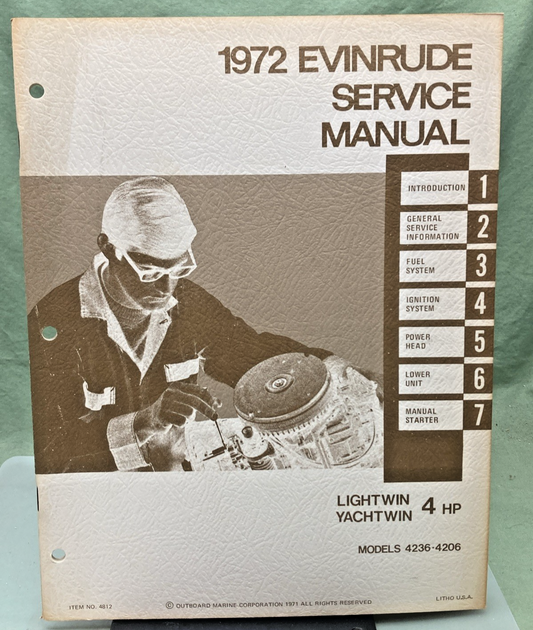 1972 EVINRUDE
SERVICE
MANUAL
INTRODUCTION 1
GENERAL
SERVICE
INFORMATION 2
FUEL
SYSTEM 3
IGNITION
SYSTEM 4
POWER
HEAD 5
LOWER
UNIT 6
MANUAL
STARTER 7
LIGHTWIN
YACHTWIN 4 HP
MODELS 4236-4206
ITEM NO. 4812
© OUTBOARD MARINE CORPORATION 1971 ALL RIGHTS RESERVED
LITHO U.S.A.